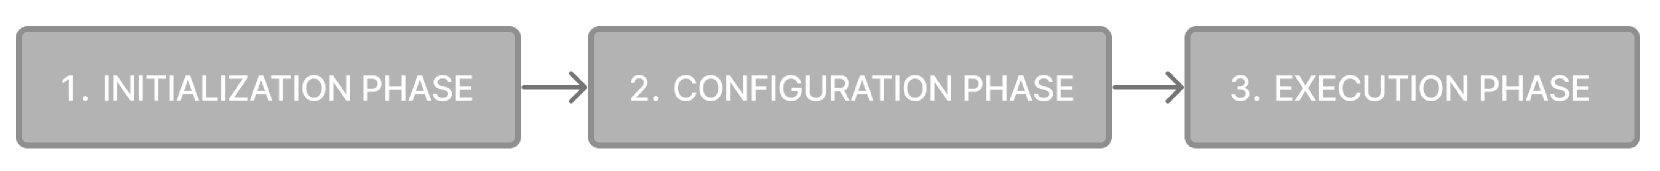 1. INITIALIZATION PHASE
2. CONFIGURATION PHASE
3. EXECUTION PHASE